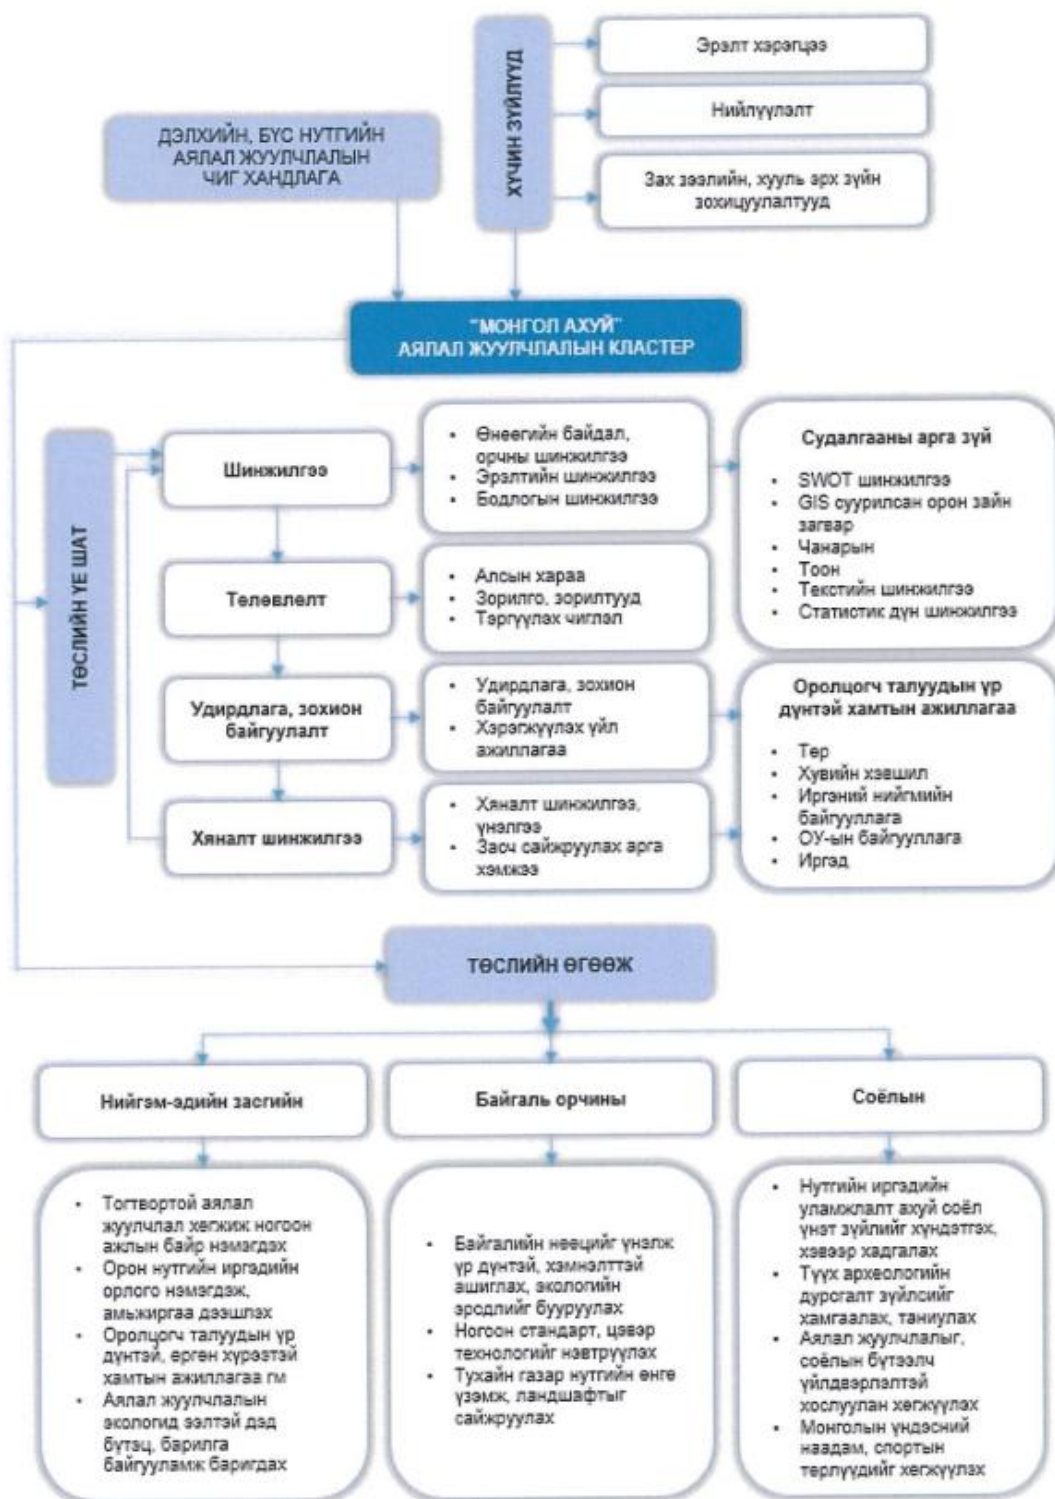 ХҮЧИН ЗҮЙЛҮҮД
Эрэлт хэрэгцээ
Нийлүүлэлт
Зах зээлийн, хууль эрх зүйн
зохицуулалтууд
ДЭЛХИЙН, БҮС НУТГИЙН
АЯЛАЛ ЖУУЛЧЛАЛЫН
ЧИГ ХАНДЛАГА
"МОНГОЛ АХУЙ"
АЯЛАЛ ЖУУЛЧЛАЛЫН КЛАСТЕР
ТӨСЛИЙН ҮЕ ШАТ
Шинжилгээ
• Өнөөгийн байдал,
орчны шинжилгээ
• Эрэлтийн шинжилгээ
• Бодлогын шинжилгээ
Судалгааны арга зүй
• SWOT шинжилгээ
• GIS суурилсан орон зайн
загвар
• Чанарын
• Тоон
• Текстийн шинжилгээ
• Статистик дүн шинжилгээ
Төлөвлөлт
• Алсын хараа
• Зорилго, зорилтууд
• Тэргүүлэх чиглэл
Удирдлага, зохион
байгуулалт
• Удирдлага, зохион
байгуулалт
• Хэрэгжүүлэх үйл
ажиллагаа
Оролцогч талуудын үр
дүнтэй хамтын ажиллагаа
• Төр
• Хувийн хэвшил
• Иргэний нийгмийн
байгууллага
• ОУ-ын байгууллага
• Иргэд
Хяналт шинжилгээ
• Хяналт шинжилгээ,
үнэлгээ
• Засч сайжруулах арга
хэмжээ
ТӨСЛИЙН ӨГӨӨЖ
Нийгэм-эдийн засгийн
• Тогтвортой аялал
жуулчлал хөгжиж ногоон
ажлын байр нэмэгдэх
• Орон нутгийн иргэдийн
орлого нэмэгдэж,
амьжиргаа дээшлэх
• Оролцогч талуудын үр
дүнтэй, өргөн хүрээтэй
хамтын ажиллагаа гм
• Аялал жуулчлалын
экологид ээлтэй дэд
бүтэц, барилга
байгууламж баригдах
Байгаль орчины
• Байгалийн нөөцийг үнэлж
үр дүнтэй, хэмнэлттэй
ашиглах, экологийн
эрсдлийг бууруулах
• Ногоон стандарт, цэвэр
технологийг нэвтрүүлэх
• Тухайн газар нутгийн өнгө
үзэмж, ландшафтыг
сайжруулах
Соёлын
• Нутгийн иргэдийн
уламжлалт ахуй соёл
үнэт зүйлийг хүндэтгэх,
хэвээр хадгалах
• Түүх археологийн
дурсгалт зүйлсийг
хамгаалах, таниулах
• Аялал жуулчлалыг,
соёлын бүтээлч
үйлдвэрлэлтэй
хослуулан хөгжүүлэх
• Монголын үндэсний
наадам, спортын
төрлүүдийг хөгжүүлэх